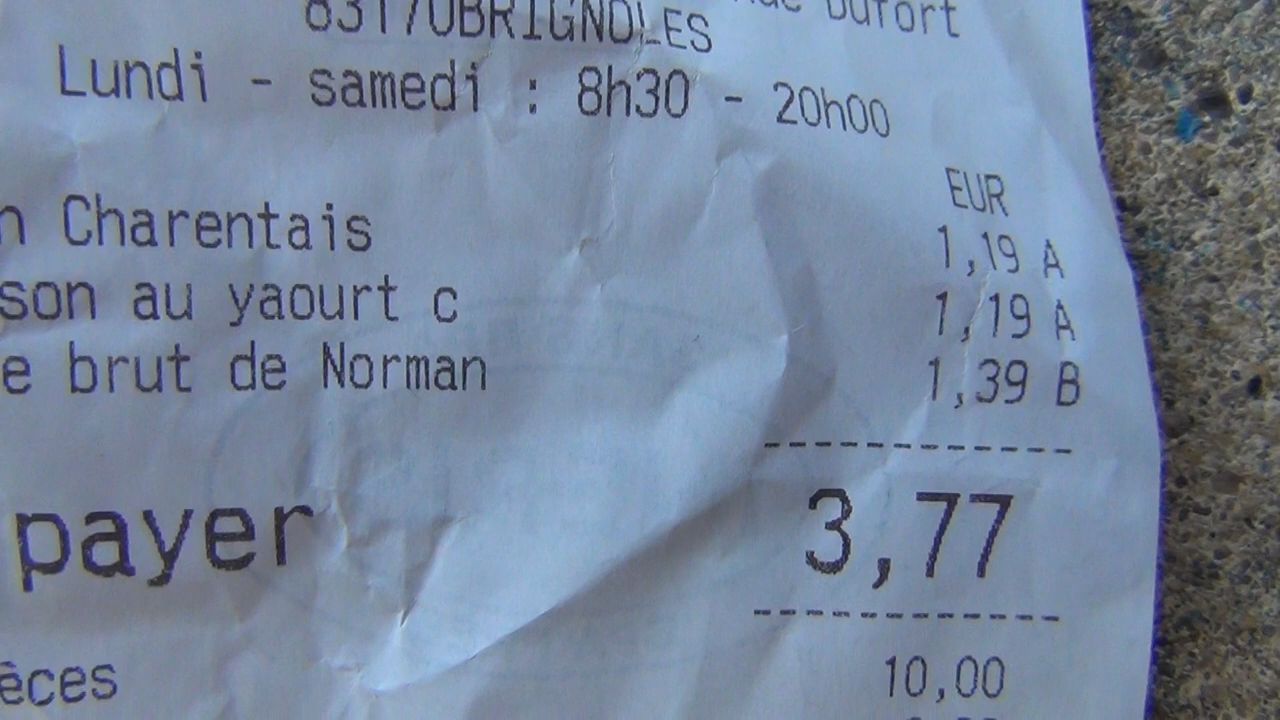 Dufort
83170BRIGNOLES
Lundi - samedi : 8h30 - 20h00
EUR
n Charentais 1,19 A
son au yaourt c 1,19 A
e brut de Norman 1,39 B
payer 3,77
èces 10,00